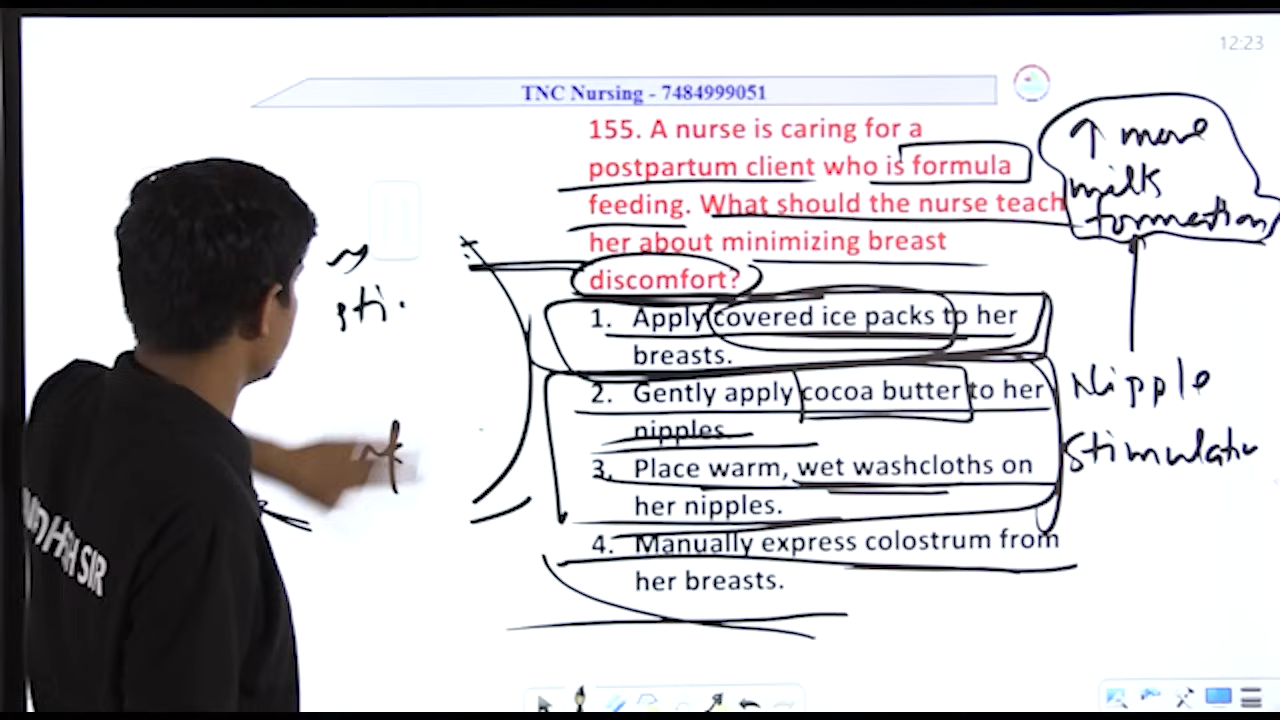 12:23
TNC Nursing - 7484999051
155. A nurse is caring for a
postpartum client who is formula
feeding. What should the nurse teach
her about minimizing breast
discomfort?
1. Apply covered ice packs to her
breasts.
2. Gently apply cocoa butter to her
nipples.
3. Place warm, wet washcloths on
her nipples.
4. Manually express colostrum from
her breasts.
↑ more
milk
formation
Nipple
Stimulatio
sti.
SIR